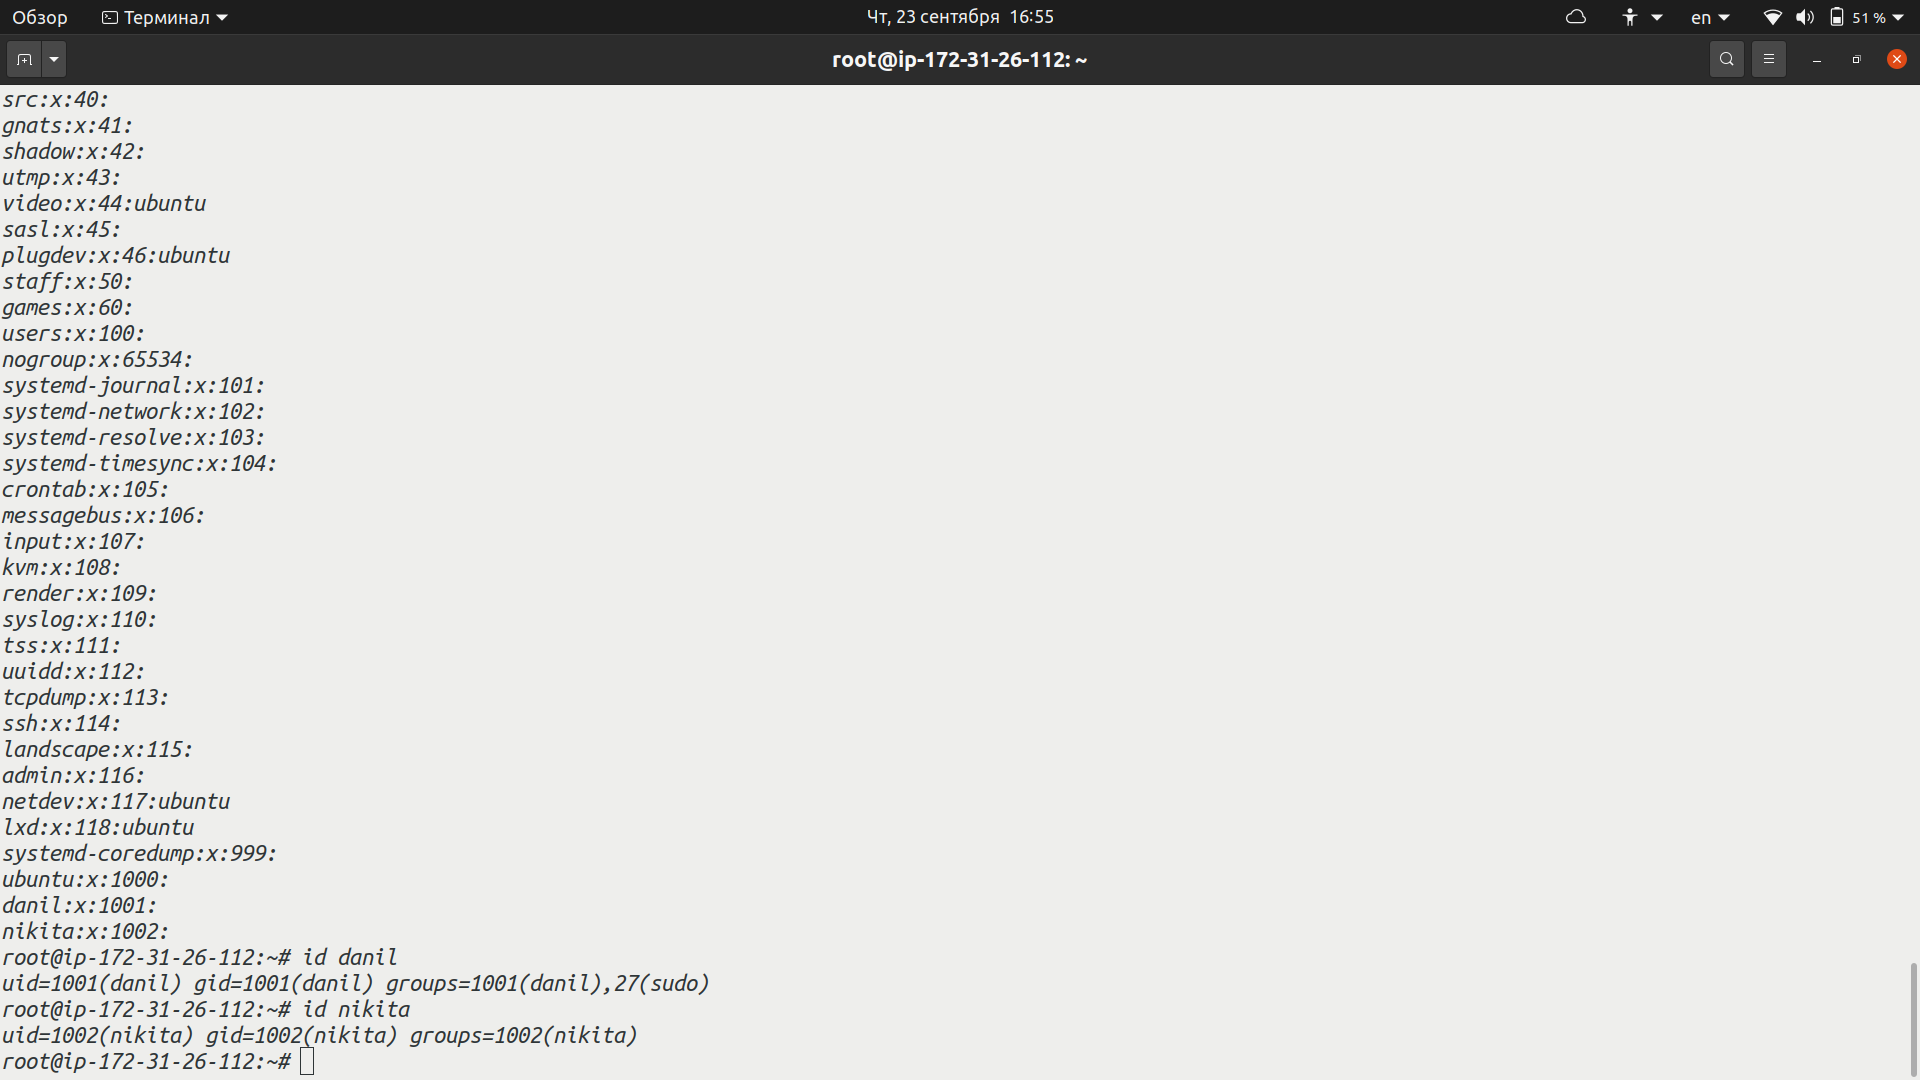 Обзор Терминал Чт, 23 сентября 16:55 en 51 %
root@ip-172-31-26-112: ~
src:x:40:
gnats:x:41:
shadow:x:42:
utmp:x:43:
video:x:44:ubuntu
sasl:x:45:
plugdev:x:46:ubuntu
staff:x:50:
games:x:60:
users:x:100:
nogroup:x:65534:
systemd-journal:x:101:
systemd-network:x:102:
systemd-resolve:x:103:
systemd-timesync:x:104:
crontab:x:105:
messagebus:x:106:
input:x:107:
kvm:x:108:
render:x:109:
syslog:x:110:
tss:x:111:
uuidd:x:112:
tcpdump:x:113:
ssh:x:114:
landscape:x:115:
admin:x:116:
netdev:x:117:ubuntu
lxd:x:118:ubuntu
systemd-coredump:x:999:
ubuntu:x:1000:
danil:x:1001:
nikita:x:1002:
root@ip-172-31-26-112:~# id danil
uid=1001(danil) gid=1001(danil) groups=1001(danil),27(sudo)
root@ip-172-31-26-112:~# id nikita
uid=1002(nikita) gid=1002(nikita) groups=1002(nikita)
root@ip-172-31-26-112:~#